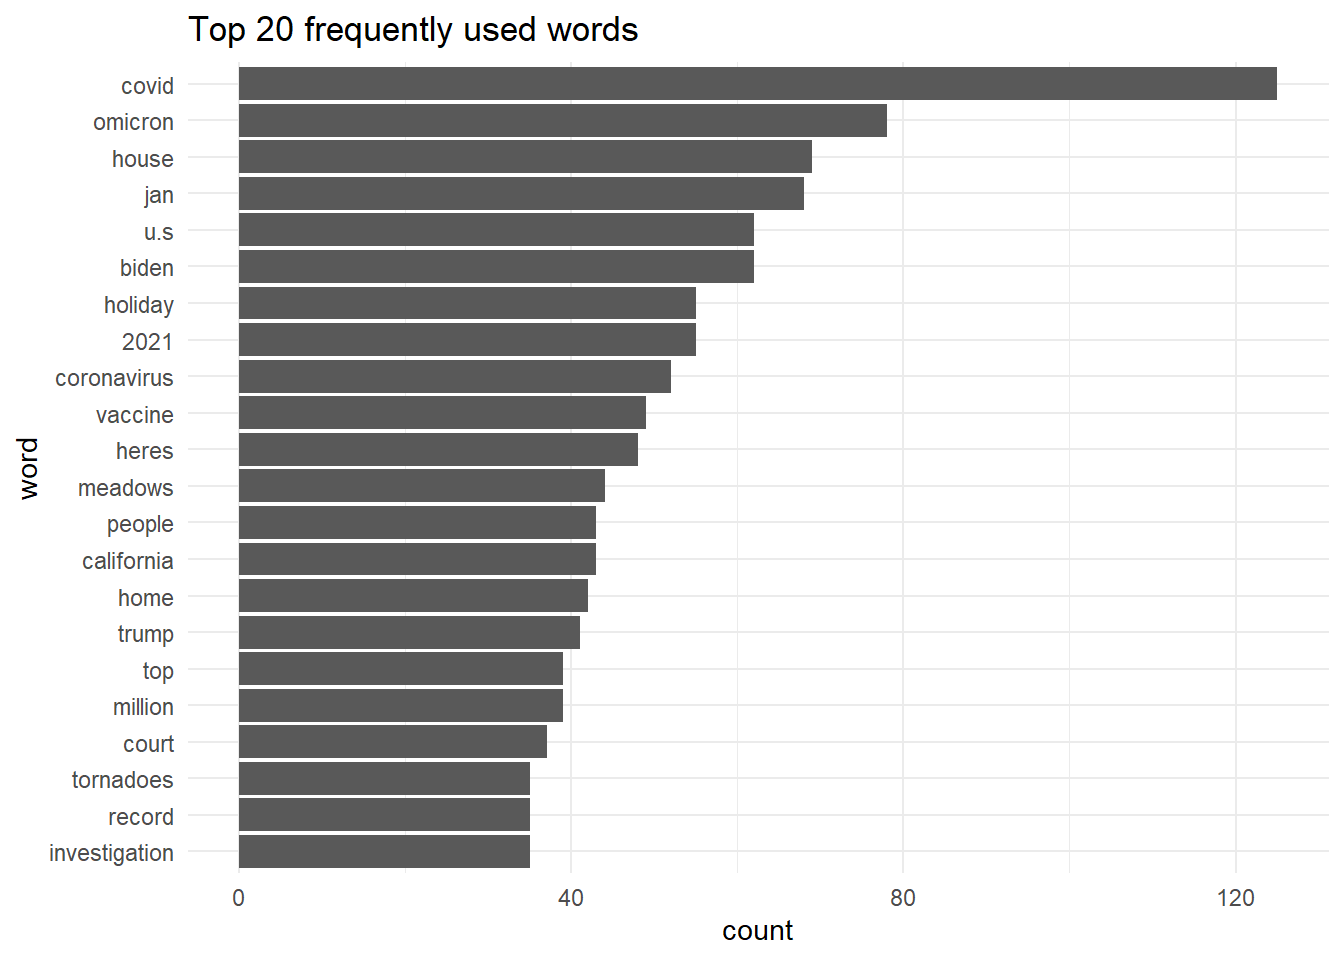 Top 20 frequently used words
covid
omicron
house
jan
u.s
biden
holiday
2021
coronavirus
vaccine
heres
meadows
people
california
home
trump
top
million
court
tornadoes
record
investigation
word
0 40 80 120
count